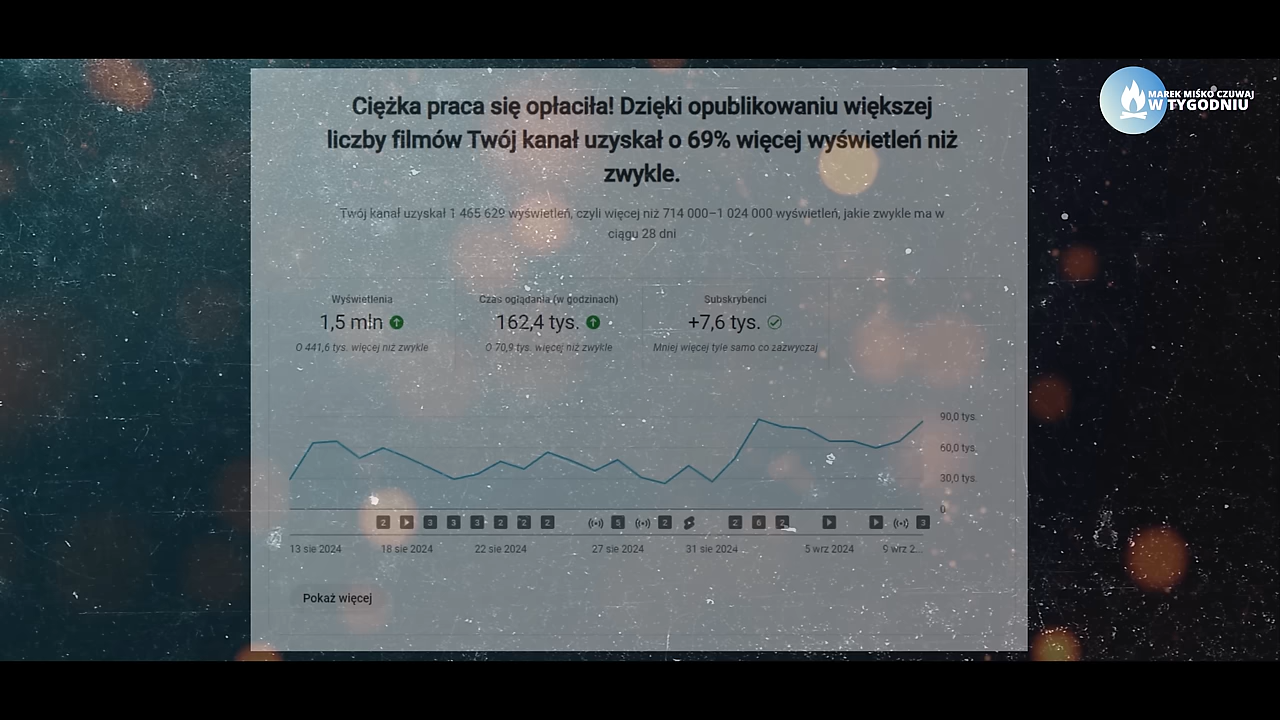 MAREK MIŚKO CZUWAJ
W TYGODNIU
Ciężka praca się opłaciła! Dzięki opublikowaniu większej
liczby filmów Twój kanał uzyskał o 69% więcej wyświetleń niż
zwykle.
Twój kanał uzyskał 1 465 629 wyświetleń, czyli więcej niż 714 000–1 024 000 wyświetleń, jakie zwykle ma w
ciągu 28 dni
Wyświetlenia Czas oglądania (w godzinach) Subskrybenci
1,5 mln 162,4 tys. +7,6 tys.
O 441,6 tys. więcej niż zwykle O 70,9 tys. więcej niż zwykle Mniej więcej tyle samo co zazwyczaj
90,0 tys.
60,0 tys.
30,0 tys.
0
2 3 3 3 2 2 2 5 2 2 6 2 3
13 sie 2024 18 sie 2024 22 sie 2024 27 sie 2024 31 sie 2024 5 wrz 2024 9 wrz 2...
Pokaż więcej